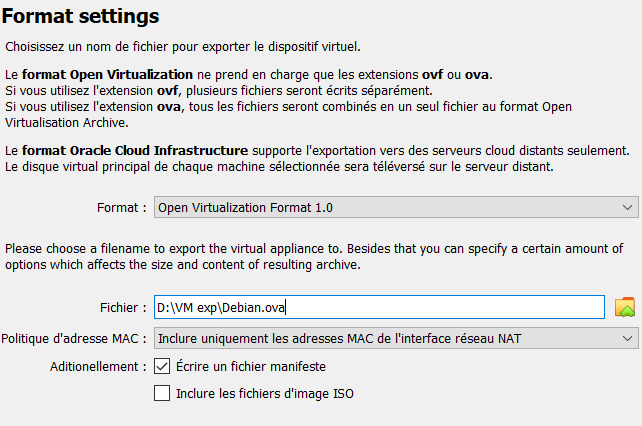 Format settings
Choisissez un nom de fichier pour exporter le dispositif virtuel.
Le format Open Virtualization ne prend en charge que les extensions ovf ou ova.
Si vous utilisez l'extension ovf, plusieurs fichiers seront écrits séparément.
Si vous utilisez l'extension ova, tous les fichiers seront combinés en un seul fichier au format Open
Virtualisation Archive.
Le format Oracle Cloud Infrastructure supporte l'exportation vers des serveurs cloud distants seulement.
Le disque virtual principal de chaque machine sélectionnée sera téléversé sur le serveur distant.
Format : Open Virtualization Format 1.0
Please choose a filename to export the virtual appliance to. Besides that you can specify a certain amount of
options which affects the size and content of resulting archive.
Fichier : D:\VM exp\Debian.ova
Politique d'adresse MAC : Inclure uniquement les adresses MAC de l'interface réseau NAT
Aditionellement : Écrire un fichier manifeste
Inclure les fichiers d'image ISO